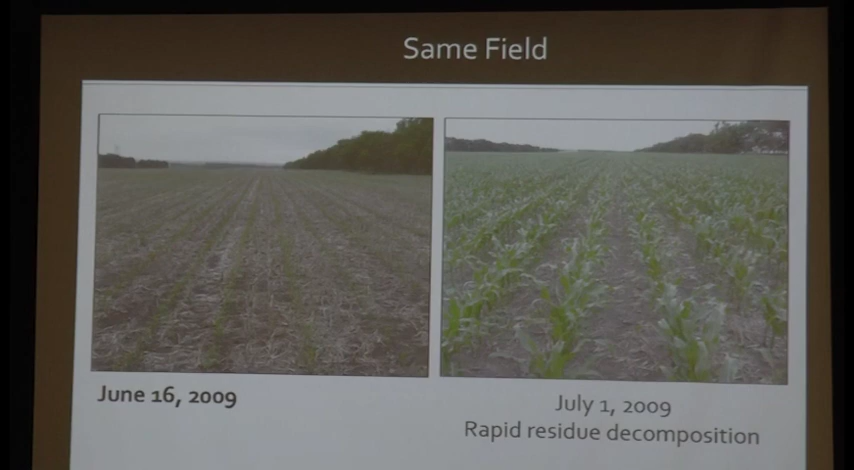 Same Field
June 16, 2009
July 1, 2009
Rapid residue decomposition